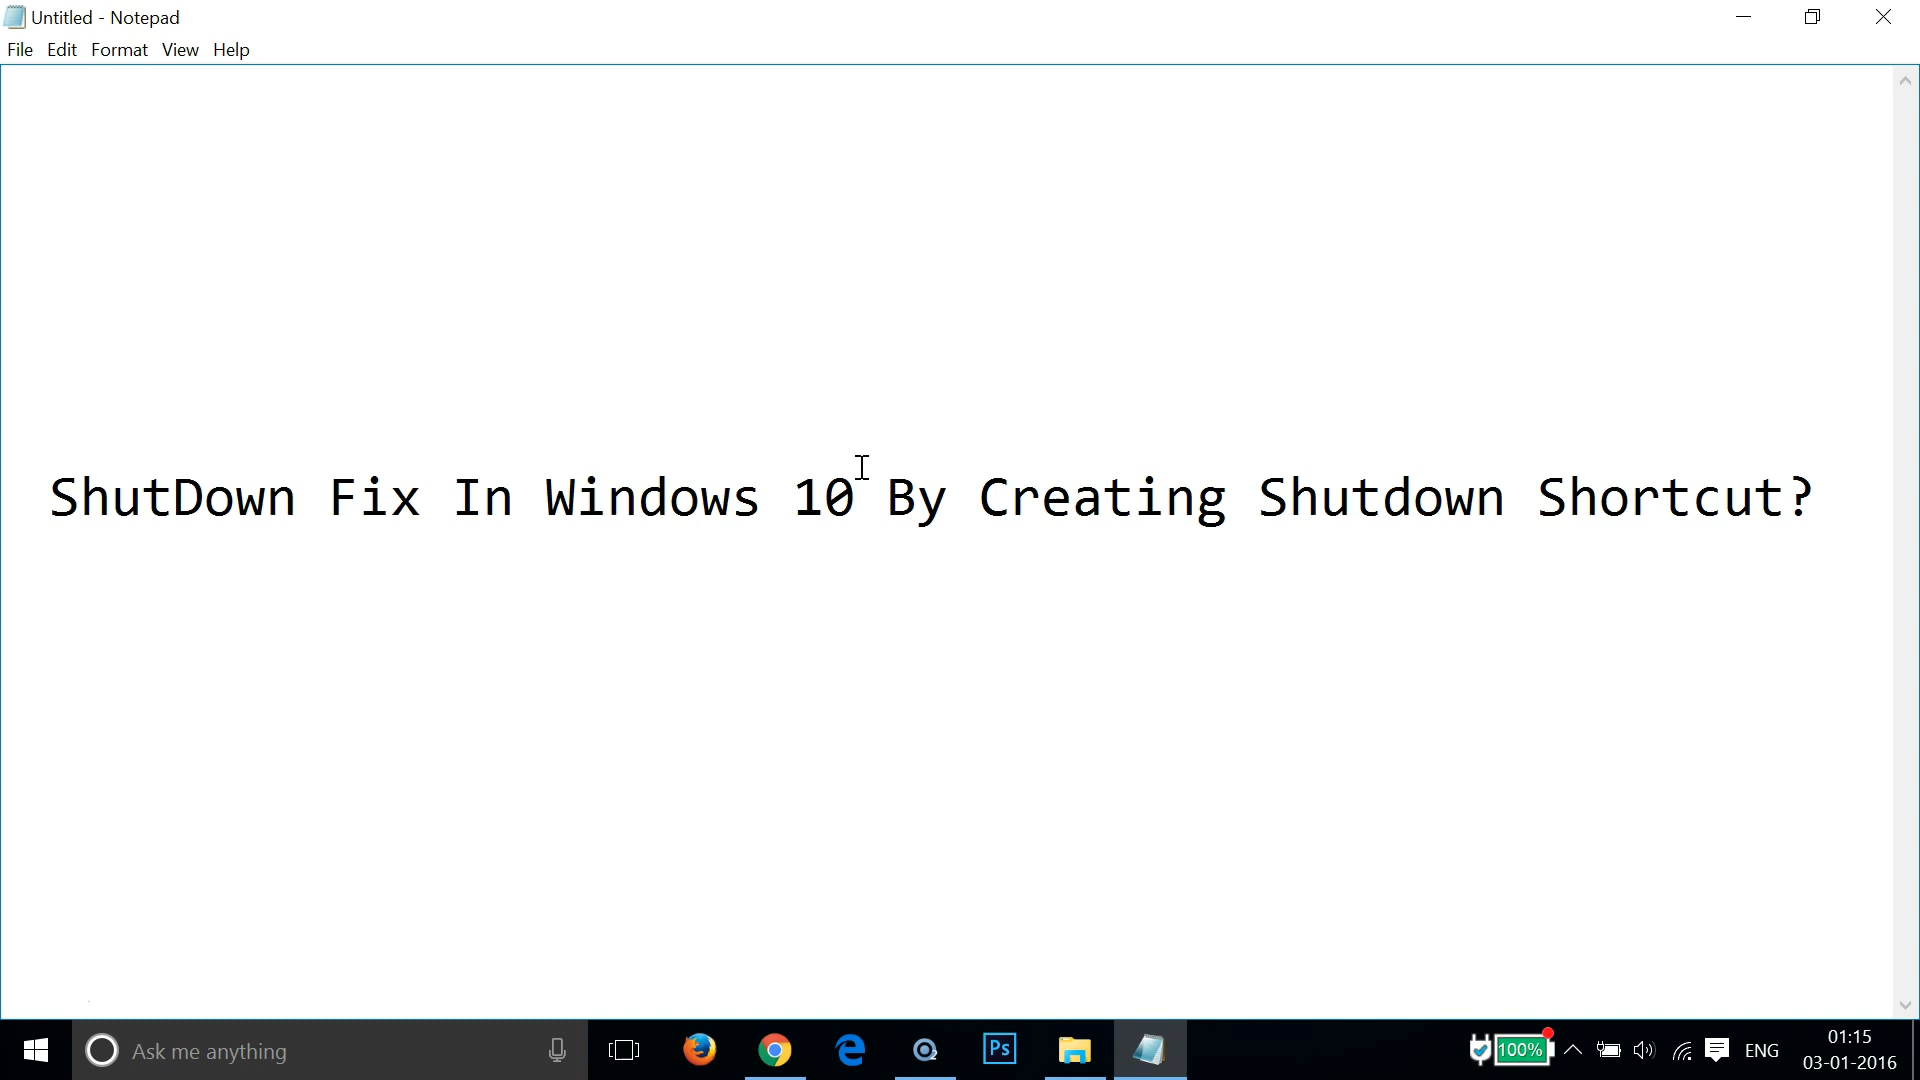 Untitled - Notepad
File Edit Format View Help
ShutDown Fix In Windows 10 By Creating Shutdown Shortcut?
Ask me anything
Ps
100%
ENG
01:15
03-01-2016